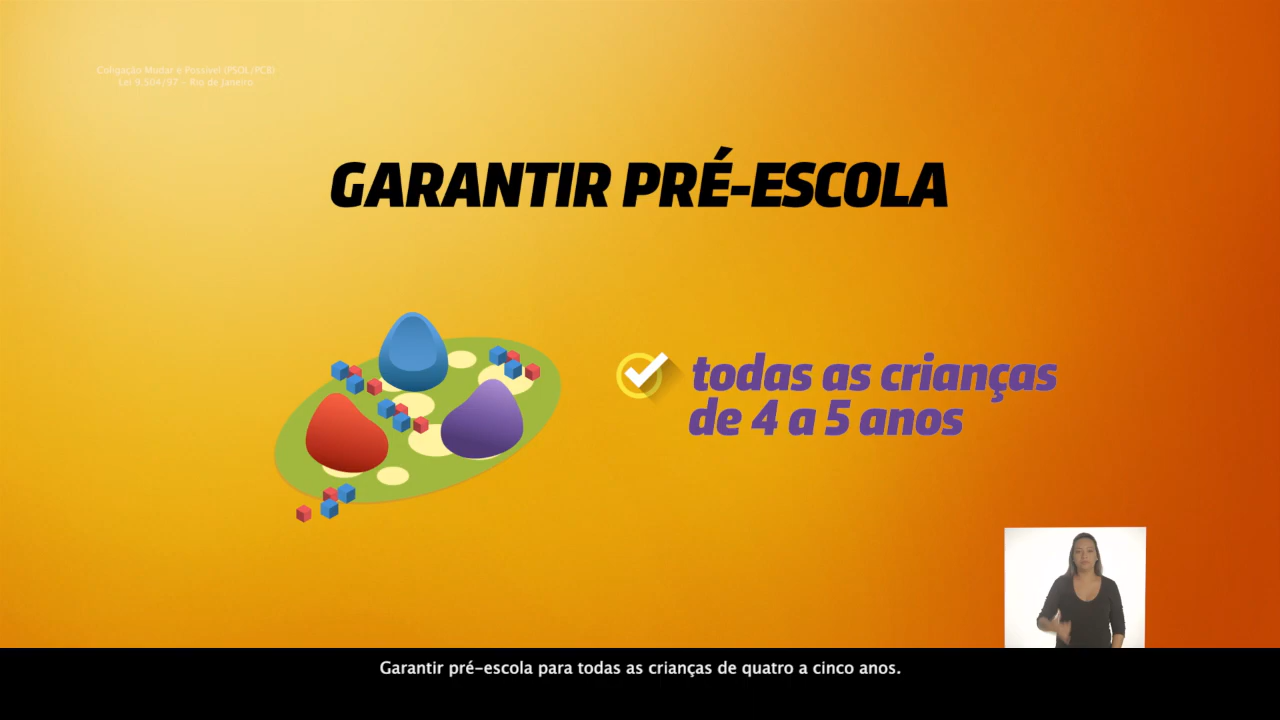 Coligação Mudar é Possível (PSOL/PCB)
Lei 9.504/97 - Rio de Janeiro
GARANTIR PRÉ-ESCOLA
todas as crianças
de 4 a 5 anos
Garantir pré-escola para todas as crianças de quatro a cinco anos.